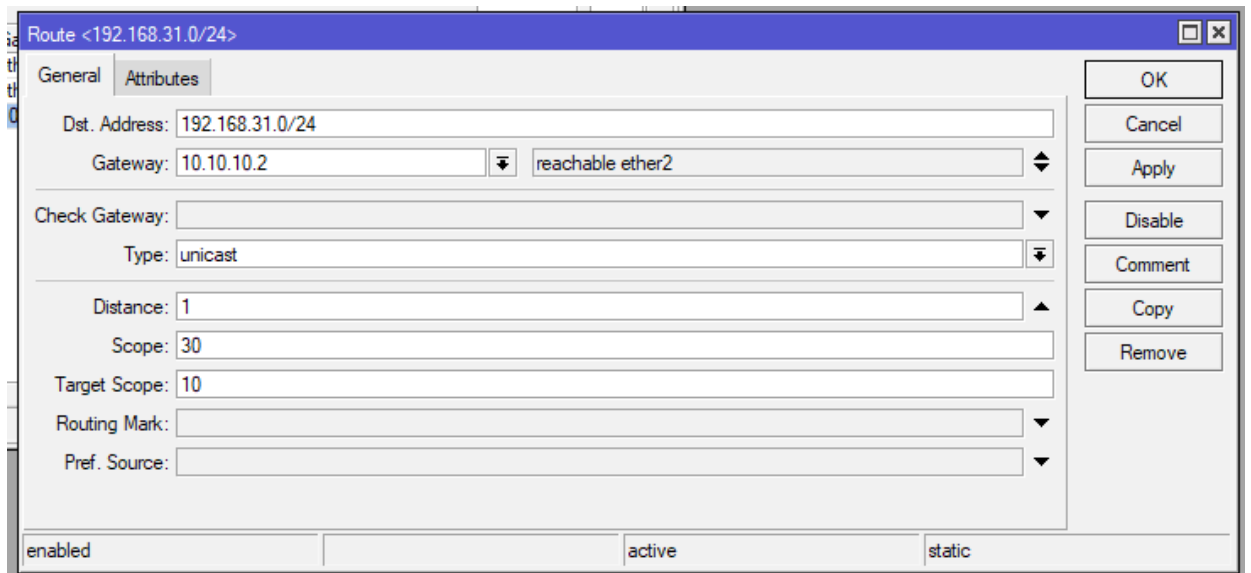 Route <192.168.31.0/24>
General Attributes
OK
Dst. Address: 192.168.31.0/24
Cancel
Gateway: 10.10.10.2 reachable ether2
Apply
Check Gateway:
Disable
Type: unicast
Comment
Distance: 1
Copy
Scope: 30
Remove
Target Scope: 10
Routing Mark:
Pref. Source:
enabled active static